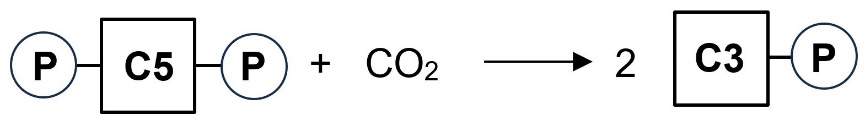 P C5 P + CO₂ → 2 C3 P